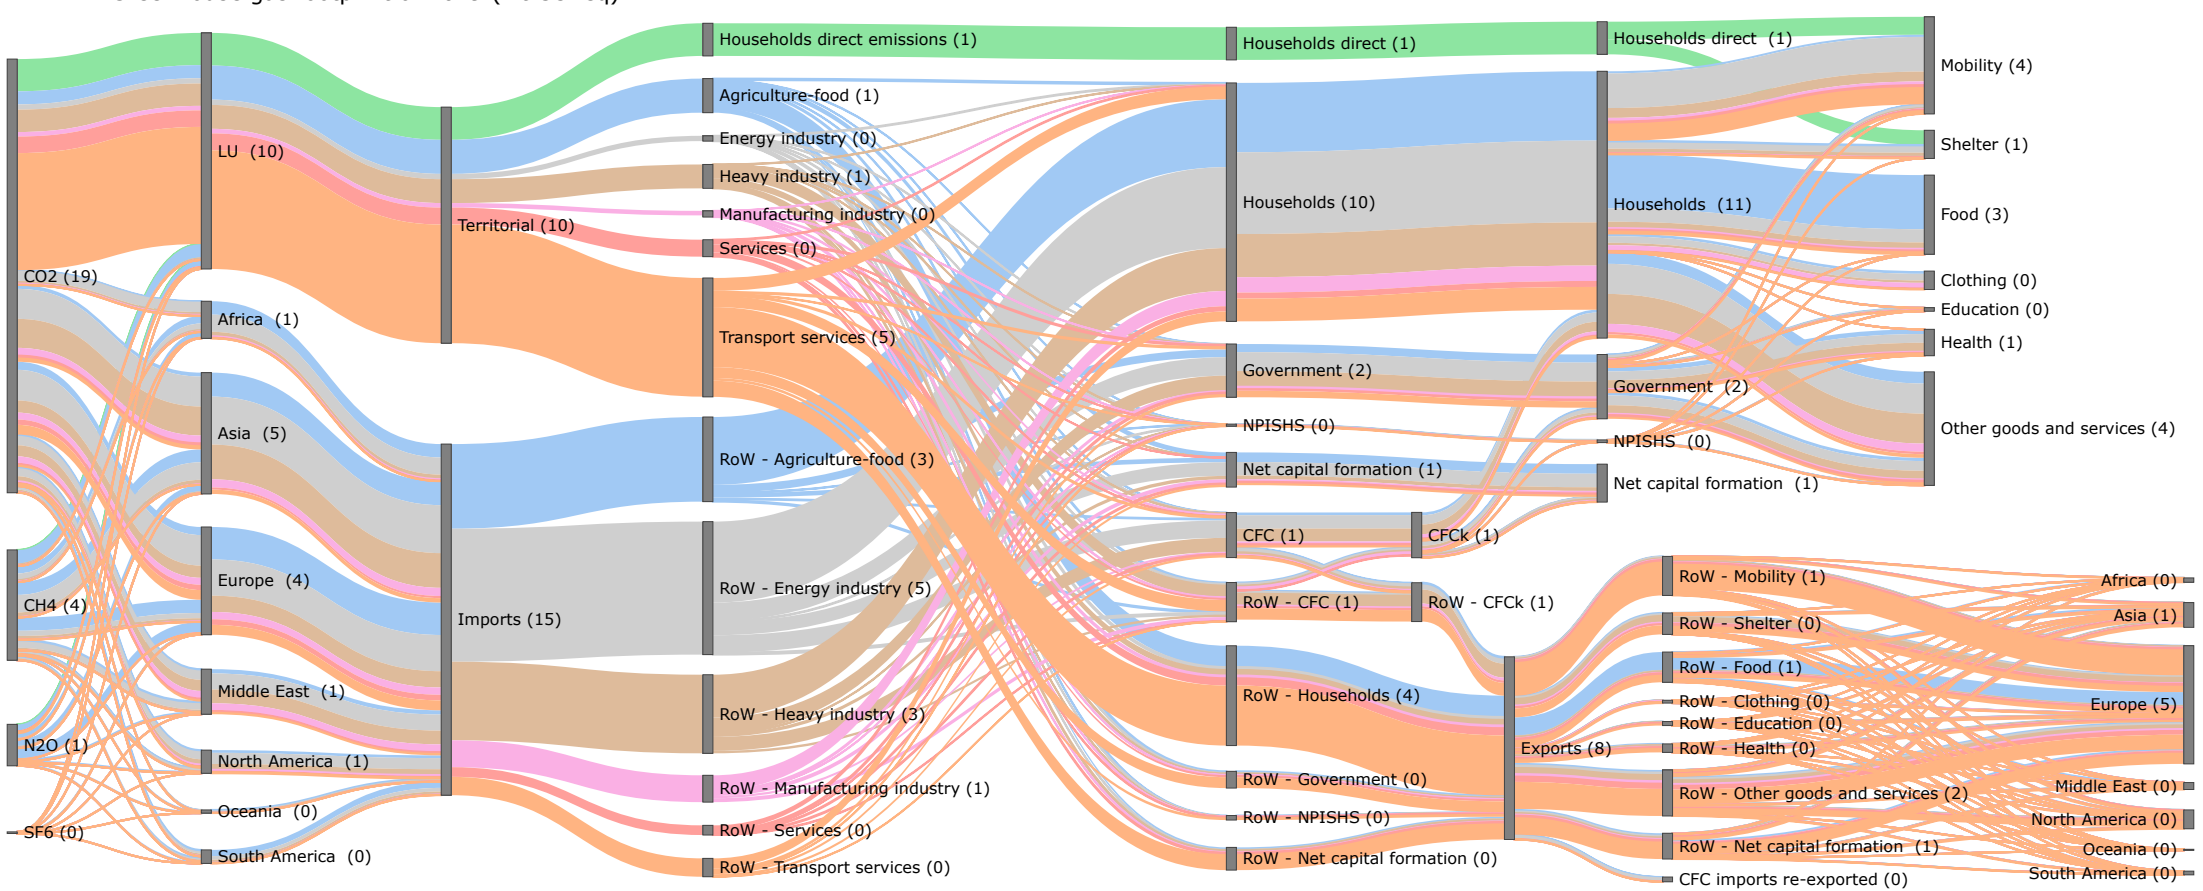 CO2 (19)
CH4 (4)
N2O (1)
SF6 (0)
LU (10)
Africa (1)
Asia (5)
Europe (4)
Middle East (1)
North America (1)
Oceania (0)
South America (0)
Territorial (10)
Imports (15)
Households direct emissions (1)
Agriculture-food (1)
Energy industry (0)
Heavy industry (1)
Manufacturing industry (0)
Services (0)
Transport services (5)
RoW - Agriculture-food (3)
RoW - Energy industry (5)
RoW - Heavy industry (3)
RoW - Manufacturing industry (1)
RoW - Services (0)
RoW - Transport services (0)
Households direct (1)
Households (10)
Government (2)
NPISHS (0)
Net capital formation (1)
CFC (1)
RoW - CFC (1)
RoW - Households (4)
RoW - Government (0)
RoW - NPISHS (0)
RoW - Net capital formation (0)
CFCk (1)
RoW - CFCk (1)
Exports (8)
Households direct (1)
Households (11)
Government (2)
NPISHS (0)
Net capital formation (1)
RoW - Mobility (1)
RoW - Shelter (0)
RoW - Food (1)
RoW - Clothing (0)
RoW - Education (0)
RoW - Health (0)
RoW - Other goods and services (2)
RoW - Net capital formation (1)
CFC imports re-exported (0)
Mobility (4)
Shelter (1)
Food (3)
Clothing (0)
Education (0)
Health (1)
Other goods and services (4)
Africa (0)
Asia (1)
Europe (5)
Middle East (0)
North America (0)
Oceania (0)
South America (0)